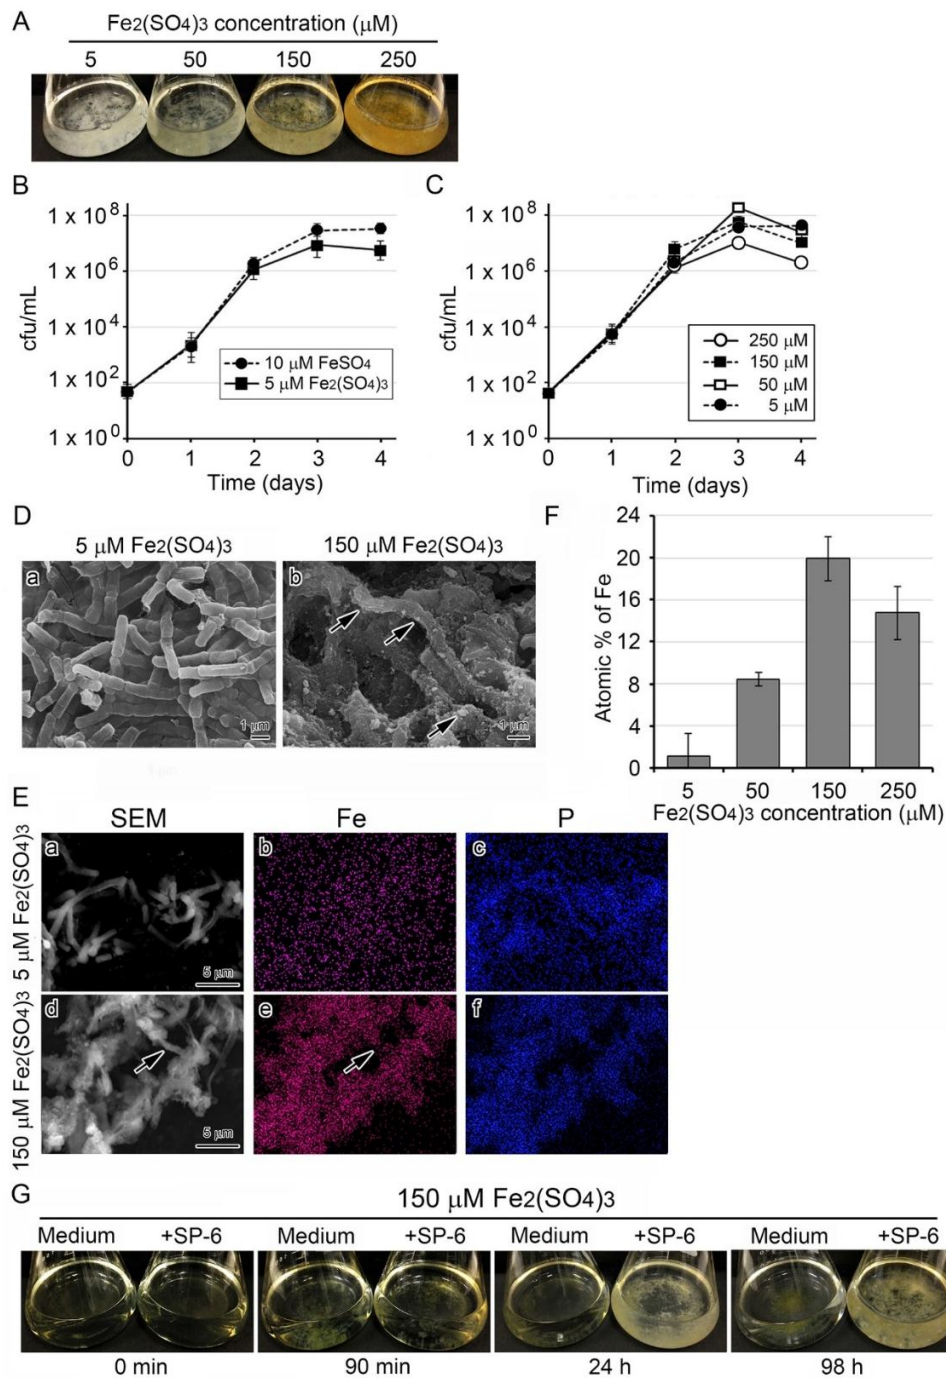 A
Fe2(SO4)3 concentration (μM)
5 50 150 250
B
1 x 10^8
1 x 10^6
1 x 10^4
1 x 10^2
1 x 10^0
cfu/mL
10 μM FeSO4
5 μM Fe2(SO4)3
0 1 2 3 4
Time (days)
C
1 x 10^8
1 x 10^6
1 x 10^4
1 x 10^2
1 x 10^0
cfu/mL
250 μM
150 μM
50 μM
5 μM
0 1 2 3 4
Time (days)
D
5 μM Fe2(SO4)3 150 μM Fe2(SO4)3
a b
1 μm 1 μm
F
24
20
16
12
8
4
0
Atomic % of Fe
5 50 150 250
Fe2(SO4)3 concentration (μM)
E
SEM Fe P
5 μM Fe2(SO4)3
a b c
5 μm
150 μM Fe2(SO4)3
d e f
5 μm
G
150 μM Fe2(SO4)3
Medium +SP-6 Medium +SP-6 Medium +SP-6 Medium +SP-6
0 min 90 min 24 h 98 h